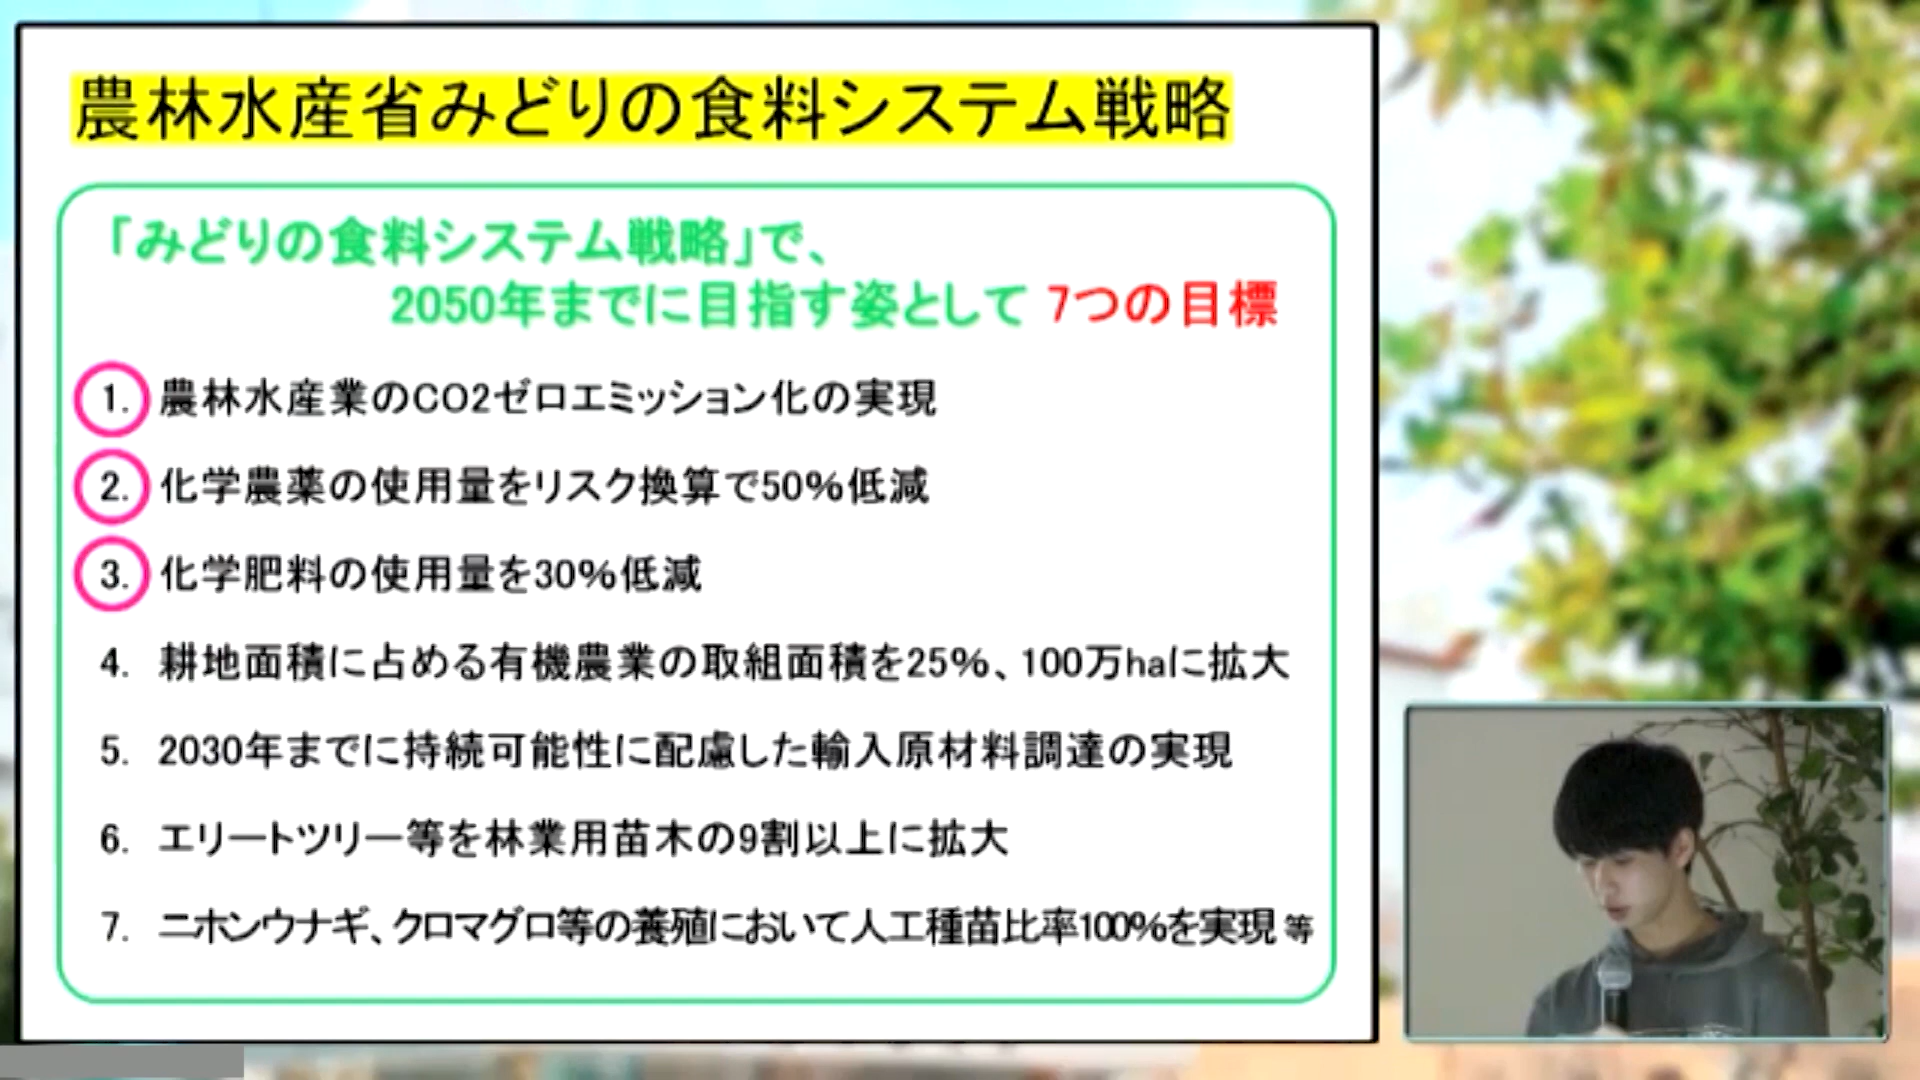 農林水産省みどりの食料システム戦略
「みどりの食料システム戦略」で、
2050年までに目指す姿として 7つの目標
1. 農林水産業のCO2ゼロエミッション化の実現
2. 化学農薬の使用量をリスク換算で50%低減
3. 化学肥料の使用量を30%低減
4. 耕地面積に占める有機農業の取組面積を25%、100万haに拡大
5. 2030年までに持続可能性に配慮した輸入原材料調達の実現
6. エリートツリー等を林業用苗木の9割以上に拡大
7. ニホンウナギ、クロマグロ等の養殖において人工種苗比率100%を実現 等